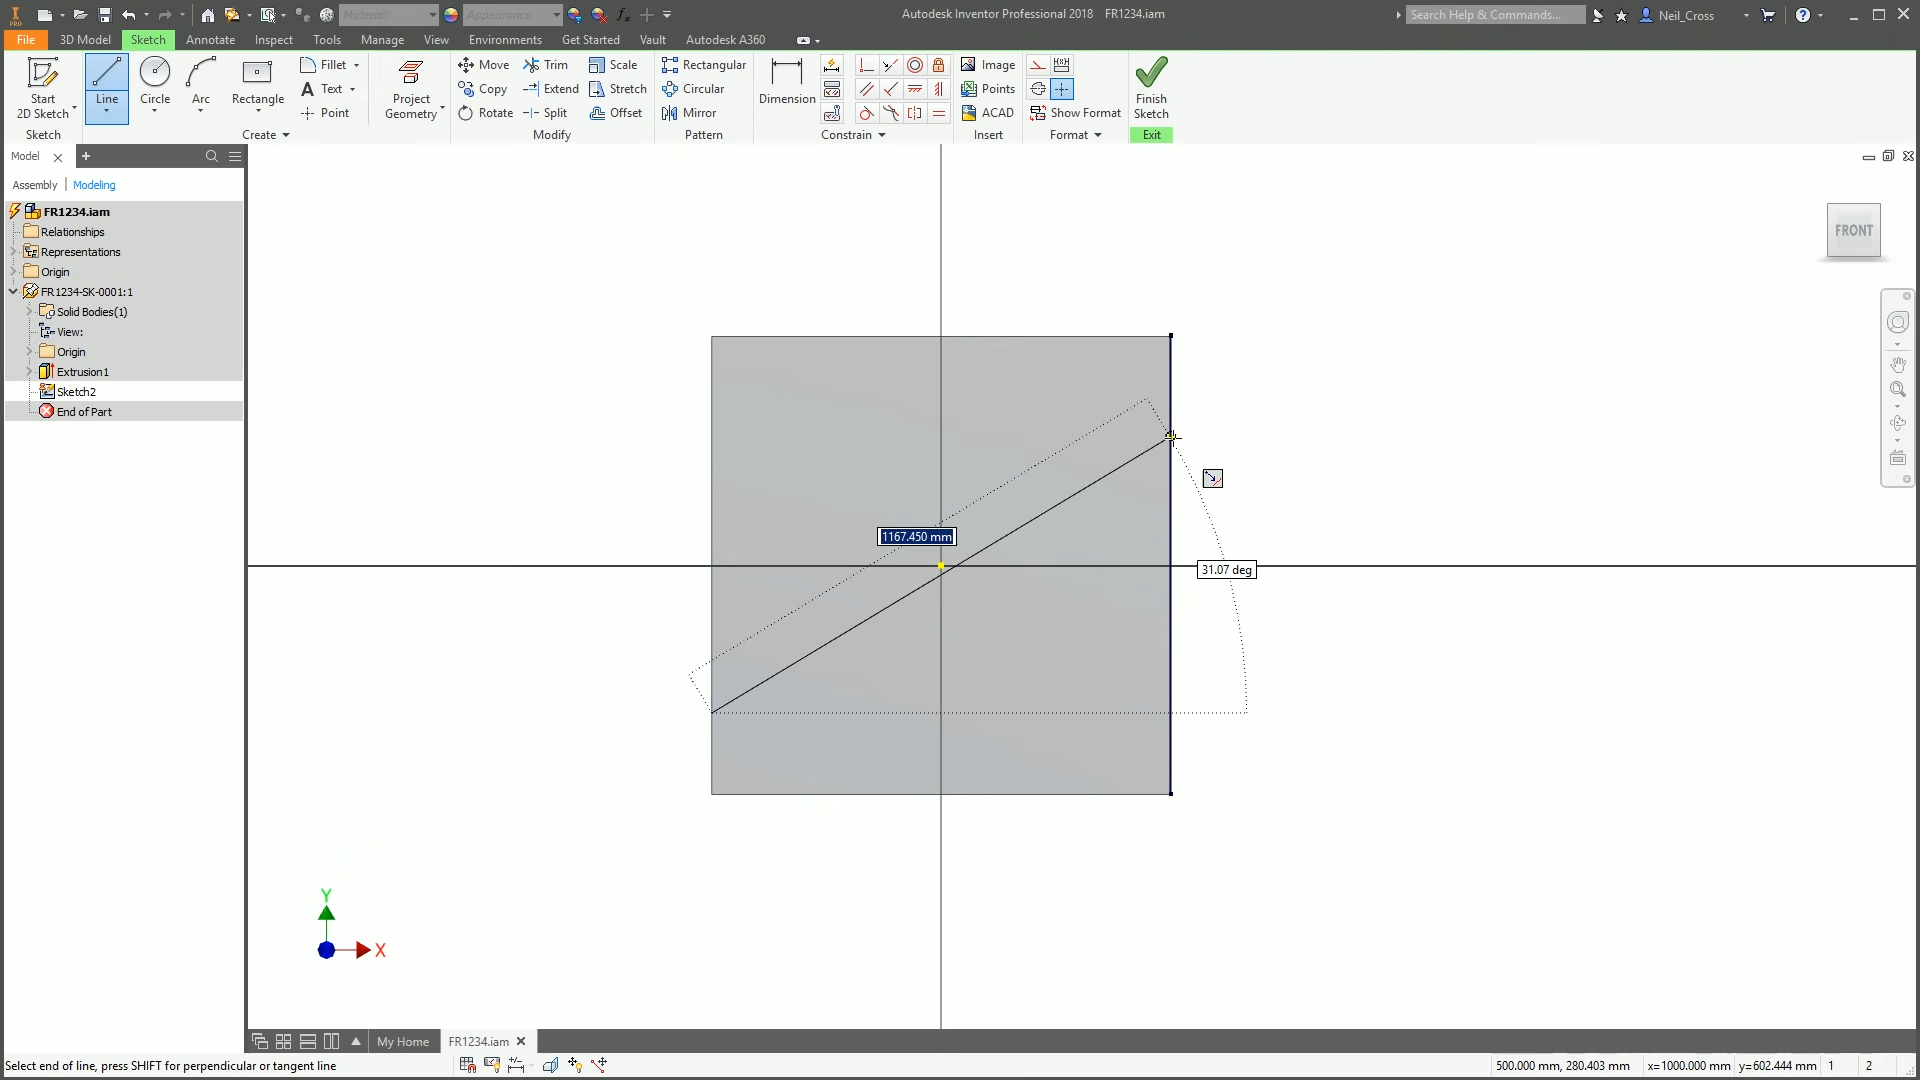 PRO
Material
Appearance
fx
Autodesk Inventor Professional 2018 FR1234.iam
Search Help & Commands...
Neil_Cross
File
3D Model
Sketch
Annotate
Inspect
Tools
Manage
View
Environments
Get Started
Vault
Autodesk A360
Start
2D Sketch
Line
Circle
Arc
Rectangle
Fillet
A Text
Point
Project
Geometry
Move
Copy
Rotate
Trim
Extend
Split
Scale
Stretch
Offset
Rectangular
Circular
Mirror
Dimension
Image
Points
ACAD
Show Format
Finish
Sketch
Sketch
Create
Modify
Pattern
Constrain
Insert
Format
Exit
Model
Assembly | Modeling
FR1234.iam
Relationships
Representations
Origin
FR1234-SK-0001:1
Solid Bodies(1)
View:
Origin
Extrusion1
Sketch2
End of Part
FRONT
1167.450 mm
31.07 deg
Y
X
My Home
FR1234.iam
Select end of line, press SHIFT for perpendicular or tangent line
500.000 mm, 280.403 mm
x=1000.000 mm
y=602.444 mm
1
2